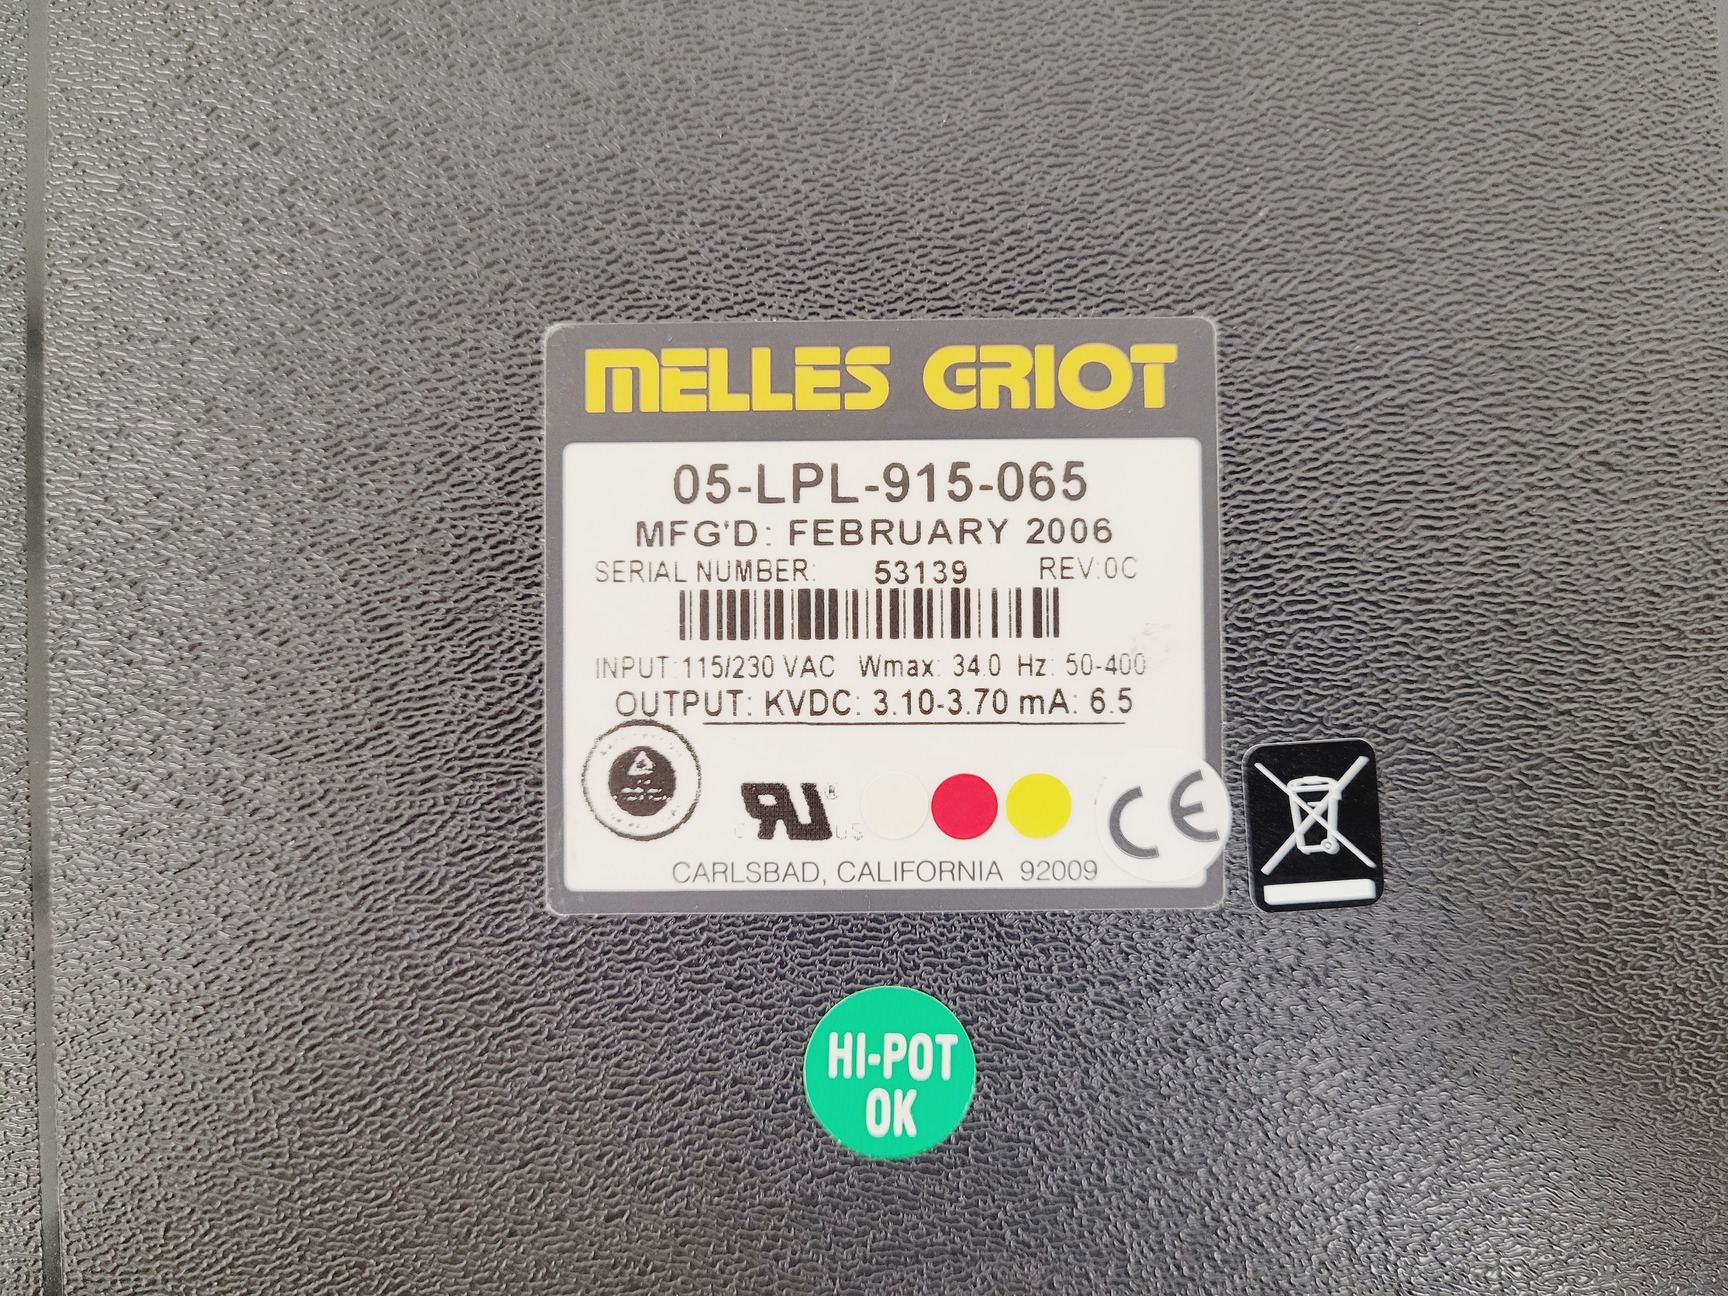 MELLES GRIOT
05-LPL-915-065
MFG'D: FEBRUARY 2006
SERIAL NUMBER: 53139 REV:0C
INPUT:115/230 VAC Wmax: 34.0 Hz: 50-400
OUTPUT: KVDC: 3.10-3.70 mA: 6.5
c RU ® US CE
CARLSBAD, CALIFORNIA 92009
HI-POT
OK